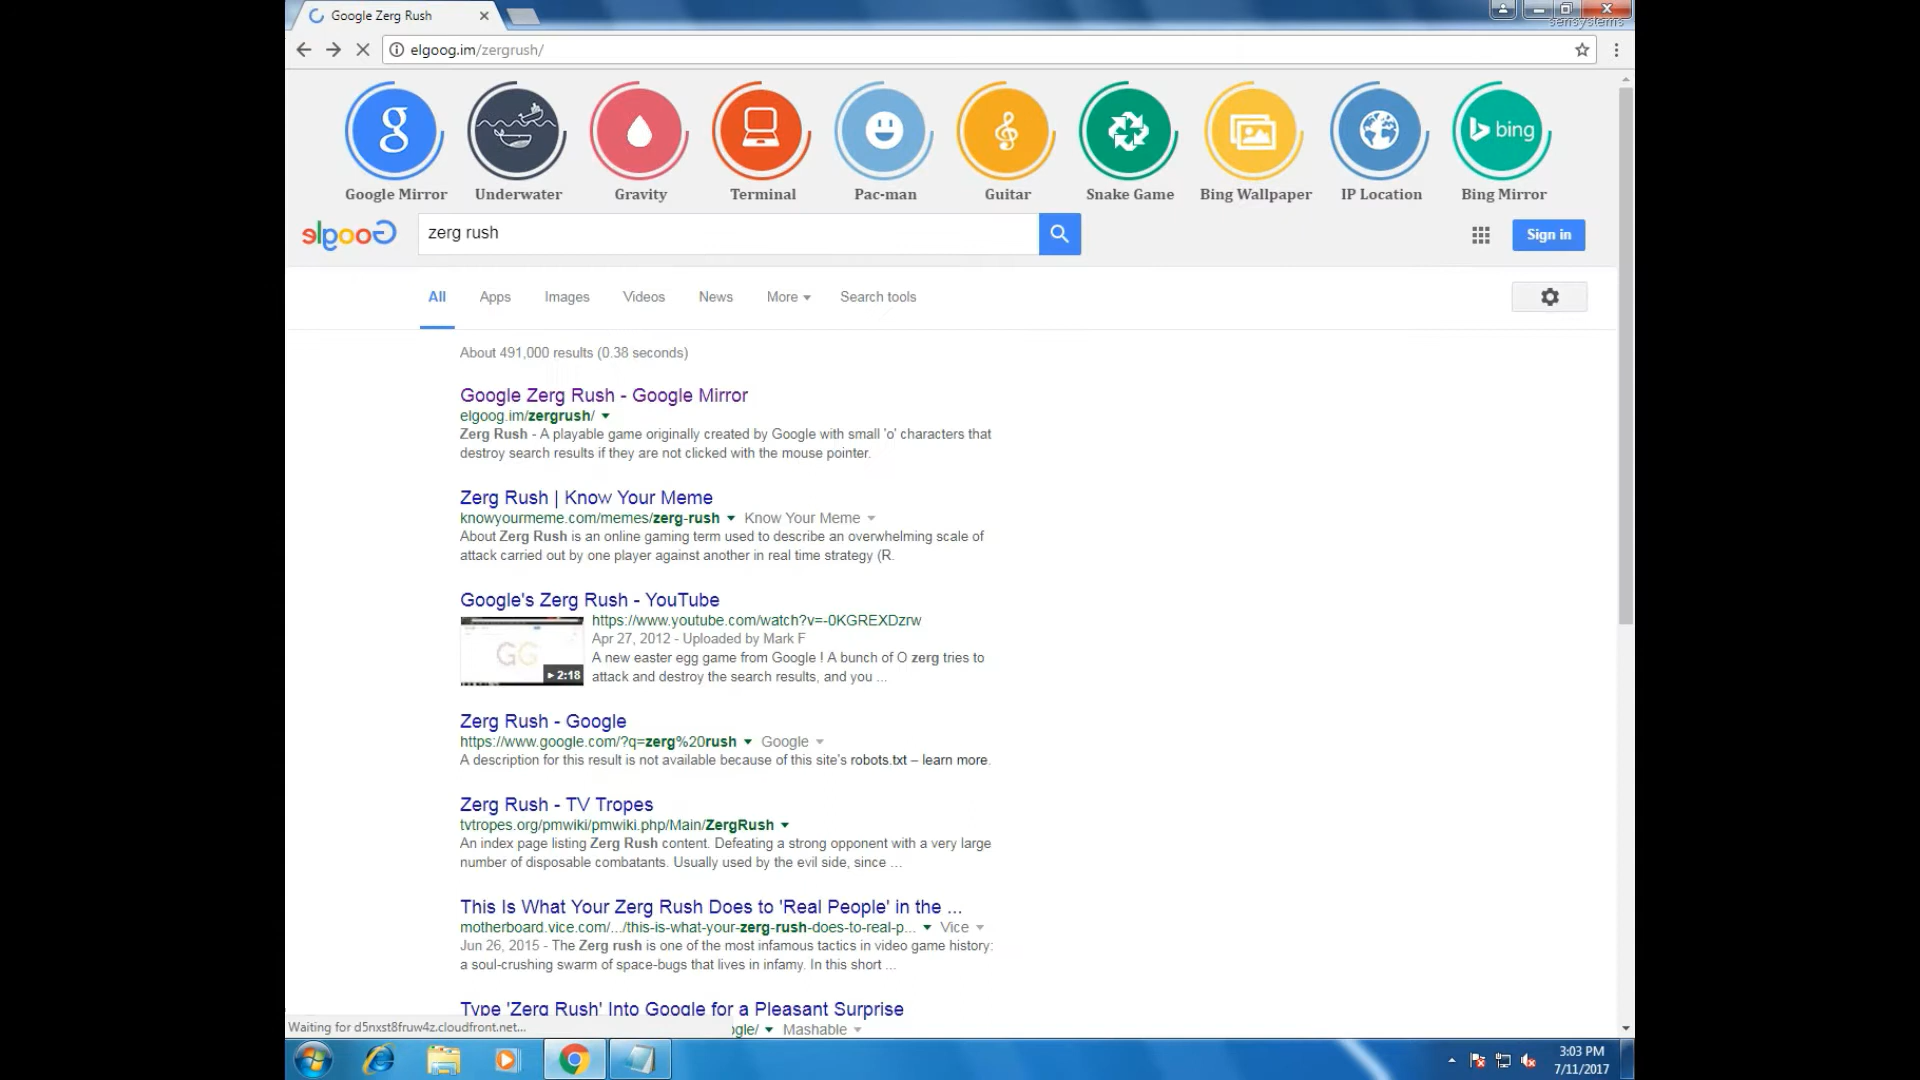 Google Zerg Rush
sensystems
elgoog.im/zergrush/
g
bing
Google Mirror Underwater Gravity Terminal Pac-man Guitar Snake Game Bing Wallpaper IP Location Bing Mirror
Google
zerg rush
Sign in
All Apps Images Videos News More Search tools
About 491,000 results (0.38 seconds)
Google Zerg Rush - Google Mirror
elgoog.im/zergrush/
Zerg Rush - A playable game originally created by Google with small 'o' characters that
destroy search results if they are not clicked with the mouse pointer.
Zerg Rush | Know Your Meme
knowyourmeme.com/memes/zerg-rush Know Your Meme
About Zerg Rush is an online gaming term used to describe an overwhelming scale of
attack carried out by one player against another in real time strategy (R.
Google's Zerg Rush - YouTube
https://www.youtube.com/watch?v=-0KGREXDzrw
Apr 27, 2012 - Uploaded by Mark F
GG
2:18
A new easter egg game from Google ! A bunch of O zerg tries to
attack and destroy the search results, and you ...
Zerg Rush - Google
https://www.google.com/?q=zerg%20rush Google
A description for this result is not available because of this site's robots.txt – learn more.
Zerg Rush - TV Tropes
tvtropes.org/pmwiki/pmwiki.php/Main/ZergRush
An index page listing Zerg Rush content. Defeating a strong opponent with a very large
number of disposable combatants. Usually used by the evil side, since ...
This Is What Your Zerg Rush Does to 'Real People' in the ...
motherboard.vice.com/.../this-is-what-your-zerg-rush-does-to-real-p... Vice
Jun 26, 2015 - The Zerg rush is one of the most infamous tactics in video game history:
a soul-crushing swarm of space-bugs that lives in infamy. In this short ...
Type 'Zerg Rush' Into Google for a Pleasant Surprise
Waiting for d5nxst8fruw4z.cloudfront.net...
ogle/ Mashable
3:03 PM
7/11/2017